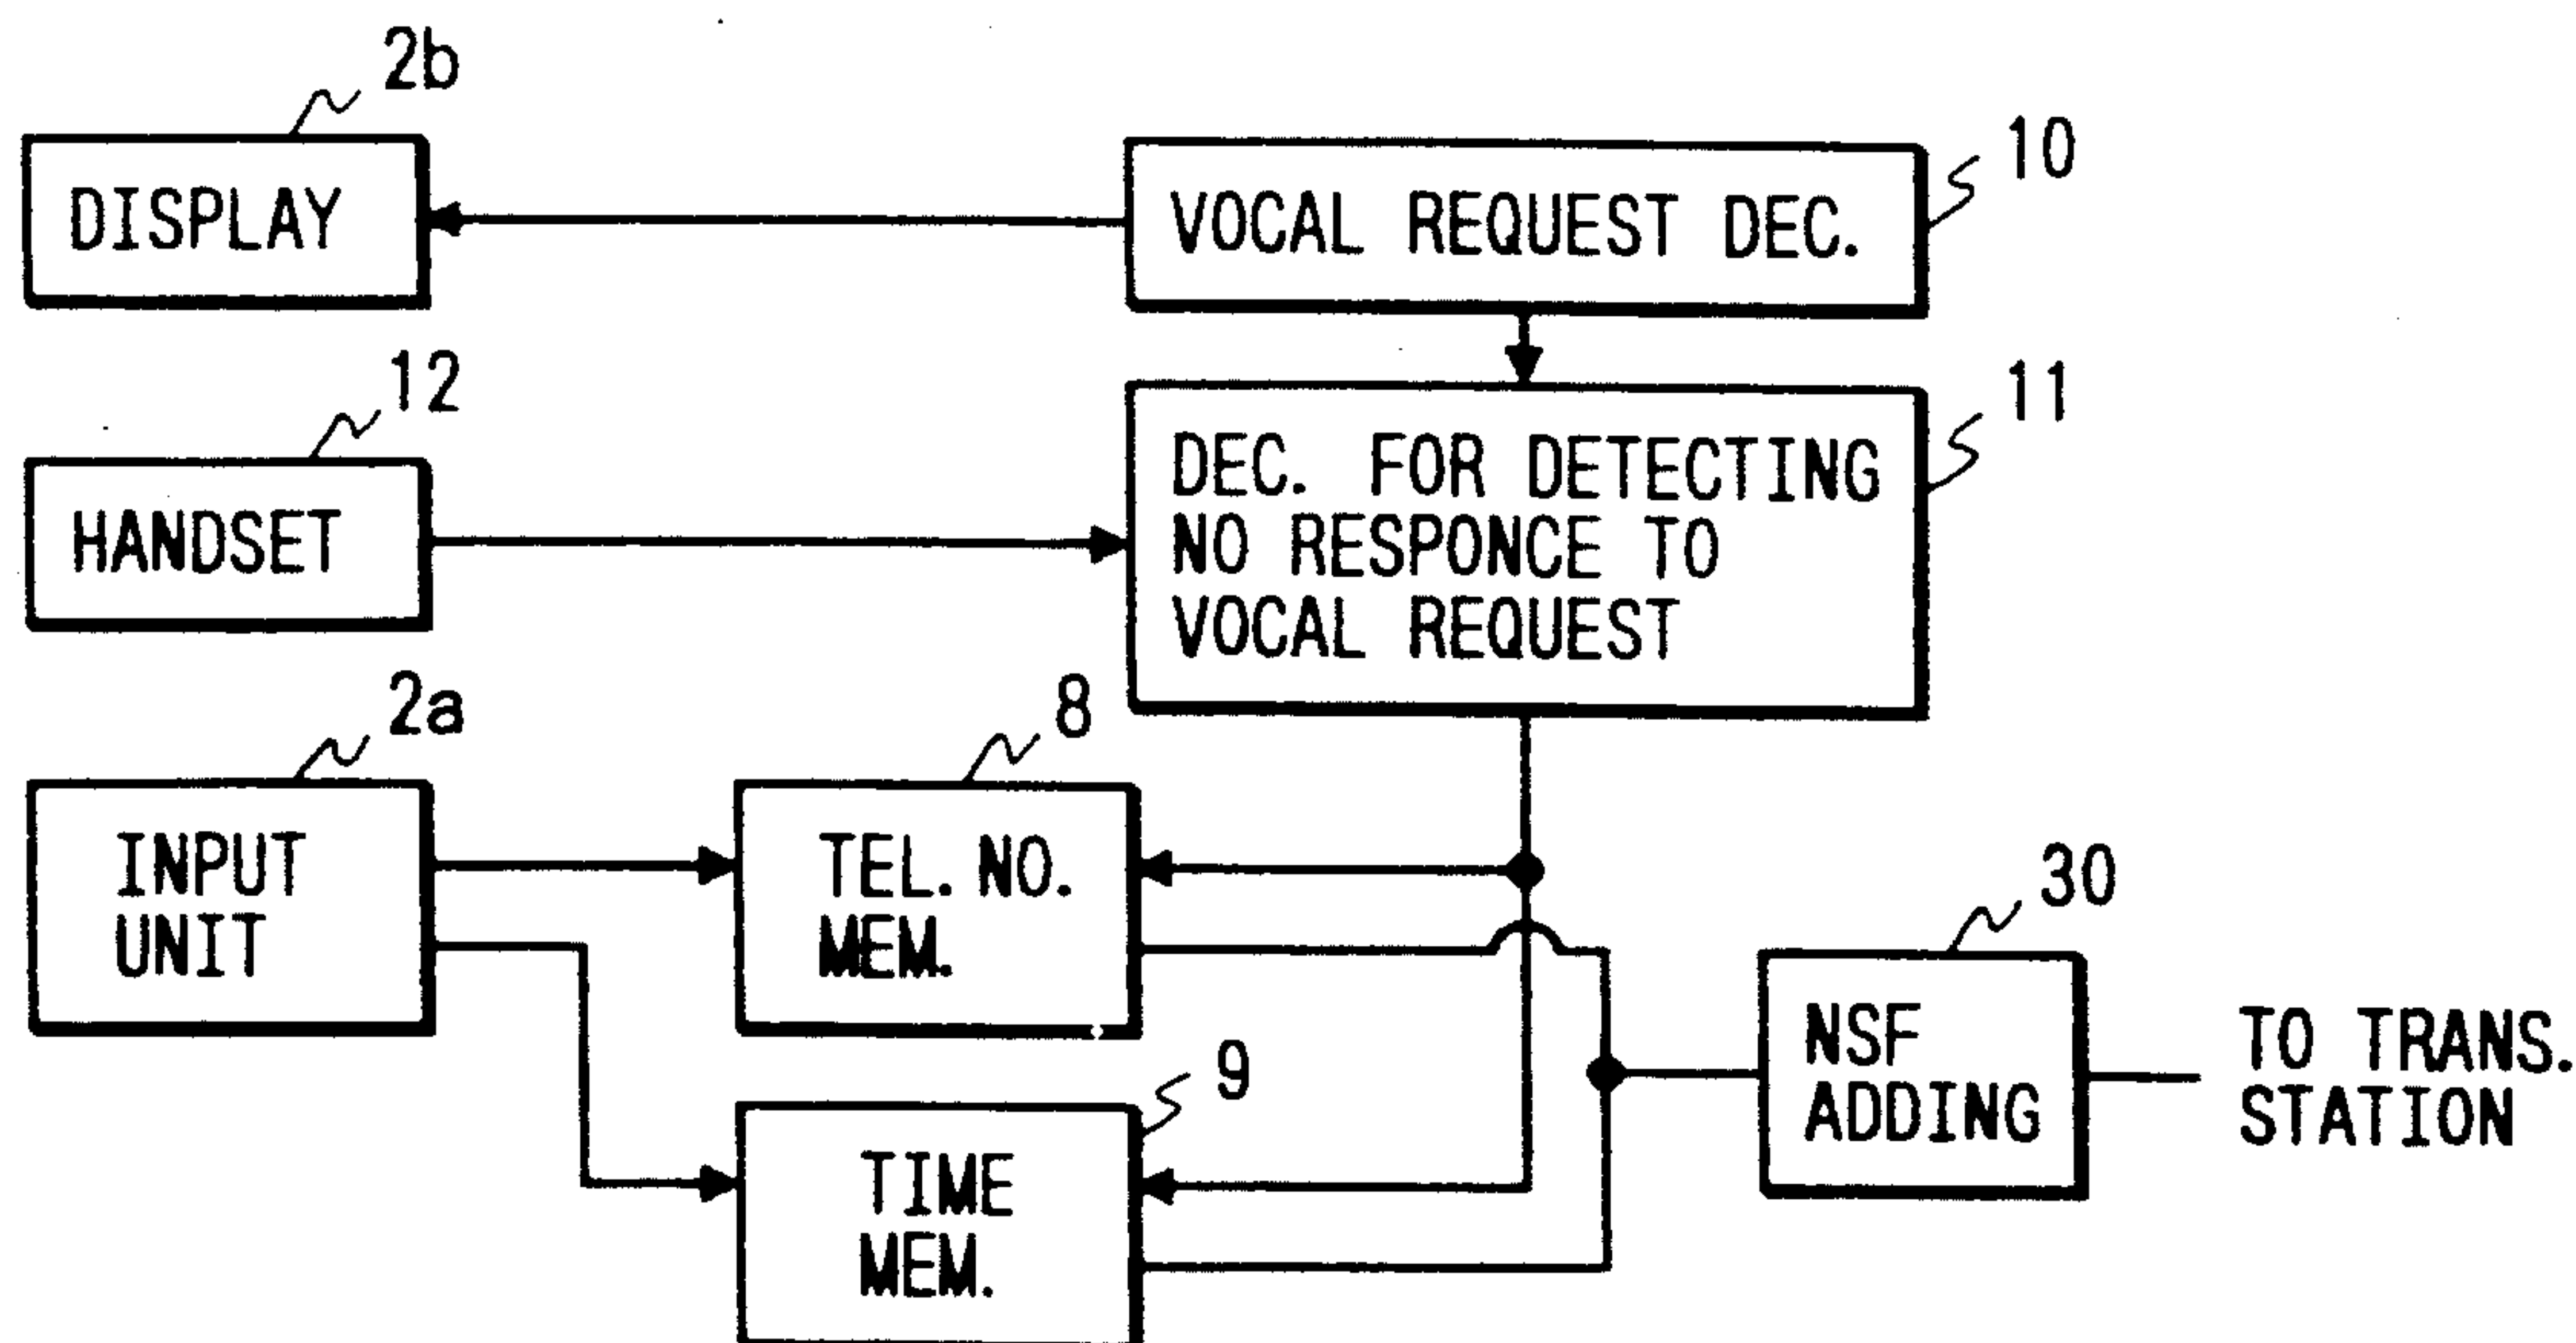 2b
10
DISPLAY
VOCAL REQUEST DEC.
12
11
HANDSET
DEC. FOR DETECTING
NO RESPONCE TO
VOCAL REQUEST
2a
8
INPUT
UNIT
TEL. NO.
MEM.
30
9
TIME
MEM.
NSF
ADDING
TO TRANS.
STATION